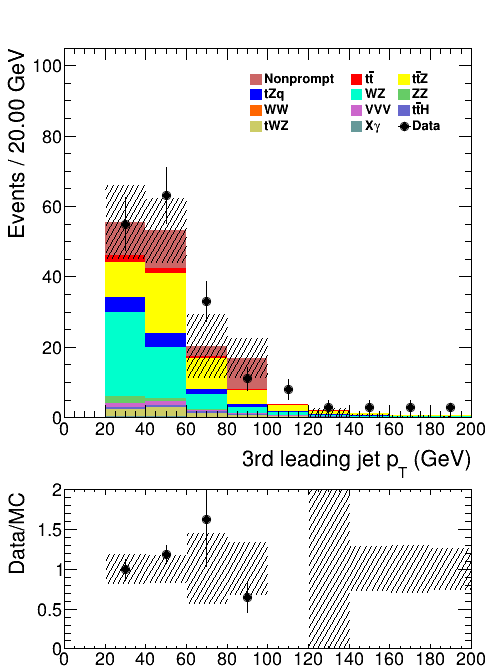 100
80
60
40
20
0
Events / 20.00 GeV
Nonprompt tt̄ tt̄Z
tZq WZ ZZ
WW VVV tt̄H
tWZ Xγ Data
0 20 40 60 80 100 120 140 160 180 200
3rd leading jet p_T (GeV)
2
1.5
1
0.5
0
Data/MC
0 20 40 60 80 100 120 140 160 180 200